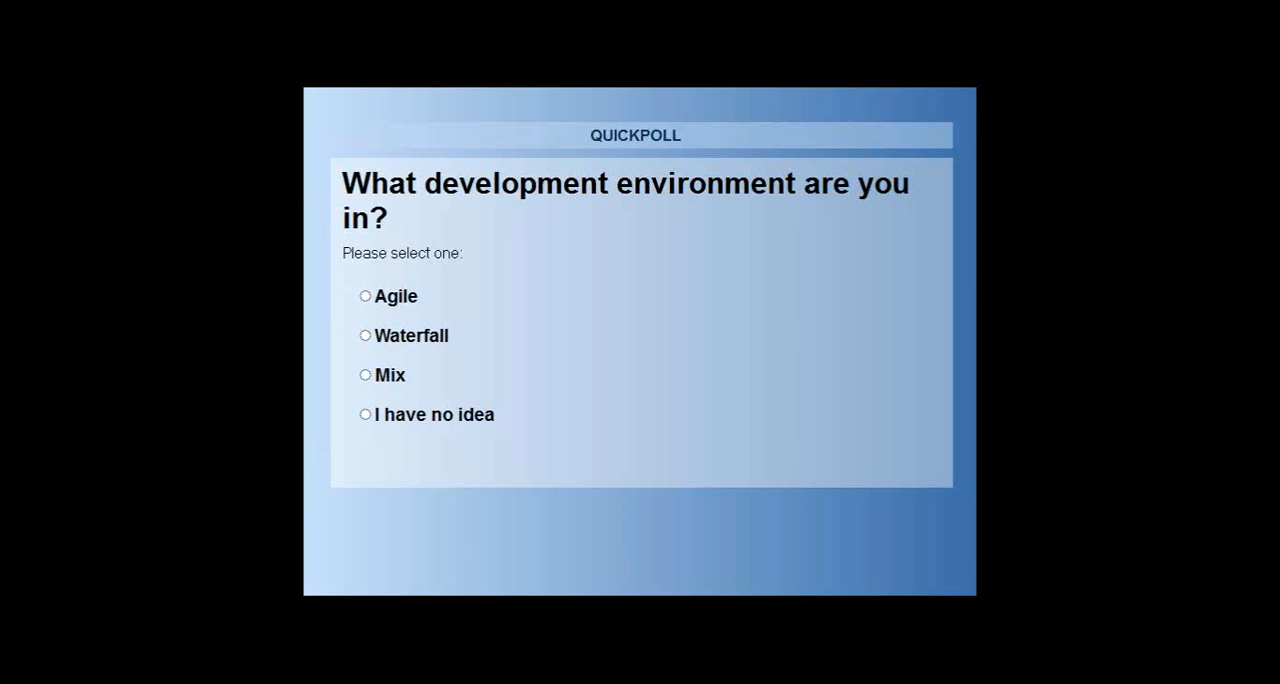 QUICKPOLL
What development environment are you
in?
Please select one:
Agile
Waterfall
Mix
I have no idea